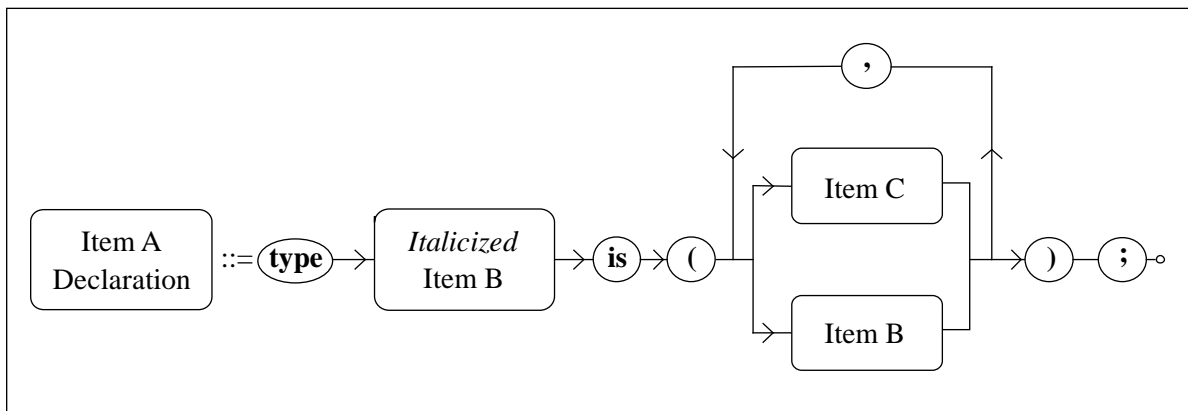 ,
Item C
Item A
Declaration
::=
type
Italicized
Item B
is
(
)
;
Item B